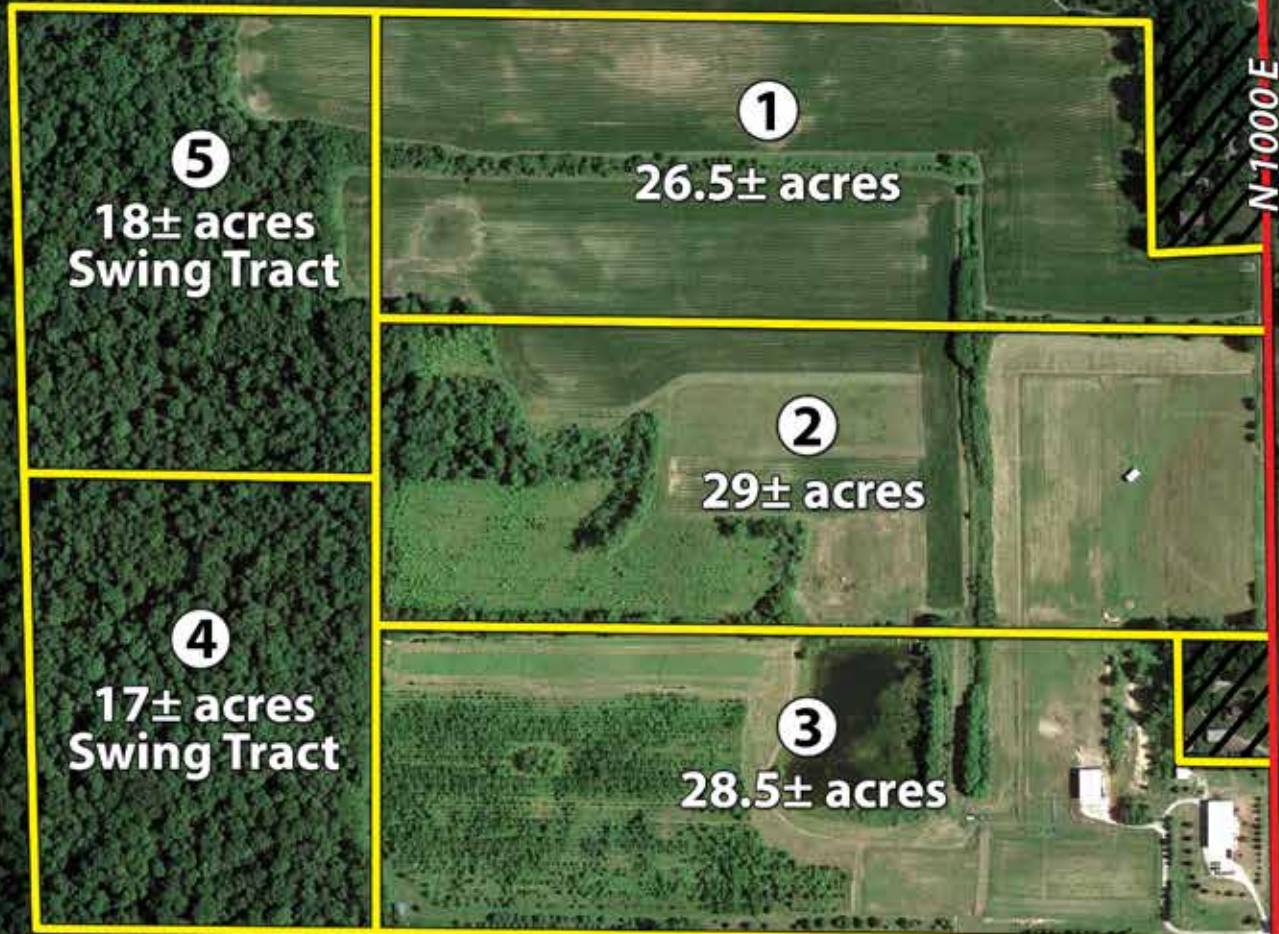 1
26.5± acres
N 1000 E
5
18± acres
Swing Tract
2
29± acres
4
17± acres
Swing Tract
3
28.5± acres